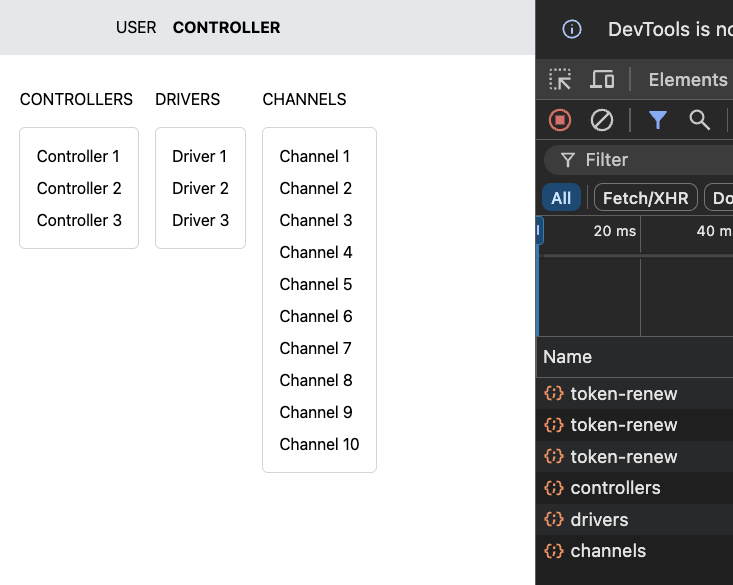 USER CONTROLLER
CONTROLLERS DRIVERS CHANNELS
Controller 1 Driver 1 Channel 1
Controller 2 Driver 2 Channel 2
Controller 3 Driver 3 Channel 3
Channel 4
Channel 5
Channel 6
Channel 7
Channel 8
Channel 9
Channel 10
DevTools is no
Elements
Filter
All Fetch/XHR Do
20 ms 40 m
Name
token-renew
token-renew
token-renew
controllers
drivers
channels